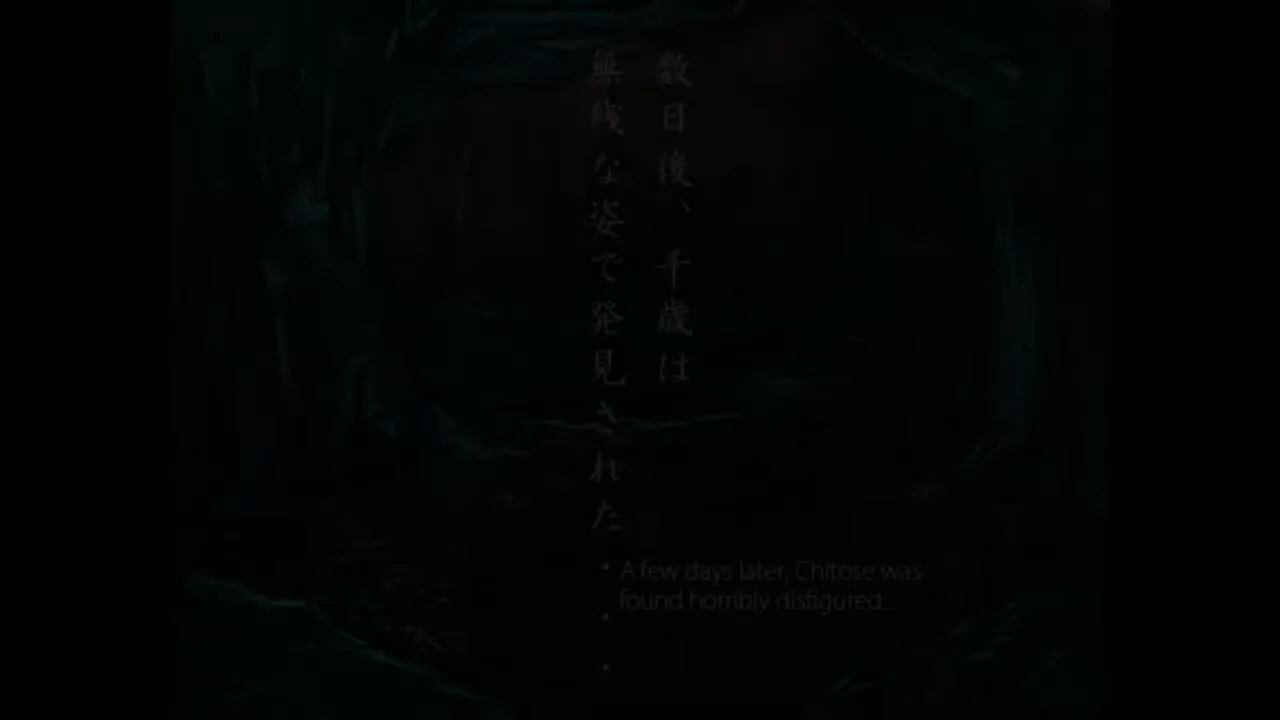 数日後、千歳は
無残な姿で発見された・・・
A few days later, Chitose was
found horribly disfigured...